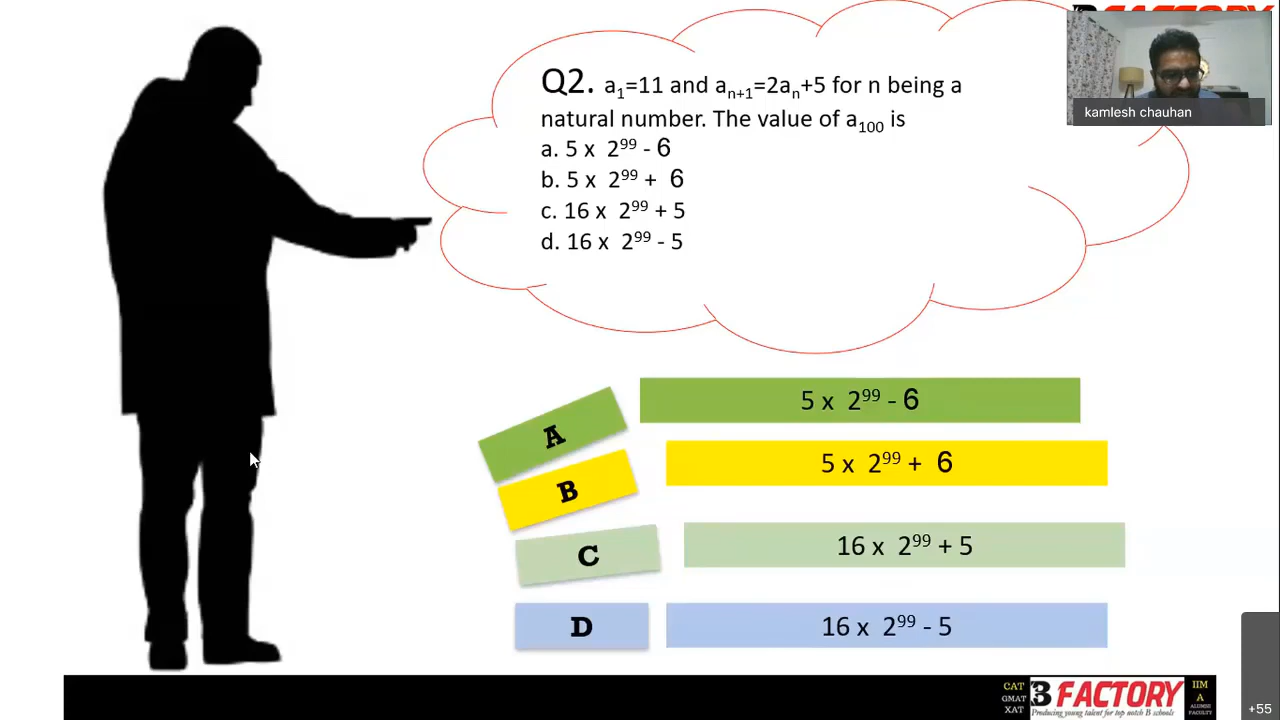 B FACTORY
kamlesh chauhan
Q2. a₁=11 and aₙ₊₁=2aₙ+5 for n being a
natural number. The value of a₁₀₀ is
a. 5 x 2⁹⁹ - 6
b. 5 x 2⁹⁹ + 6
c. 16 x 2⁹⁹ + 5
d. 16 x 2⁹⁹ - 5
A 5 x 2⁹⁹ - 6
B 5 x 2⁹⁹ + 6
C 16 x 2⁹⁹ + 5
D 16 x 2⁹⁹ - 5
CAT
GMAT
XAT
B FACTORY
Producing young talent for top notch B schools
IIM
A
ALUMNI
FACULTY
+55